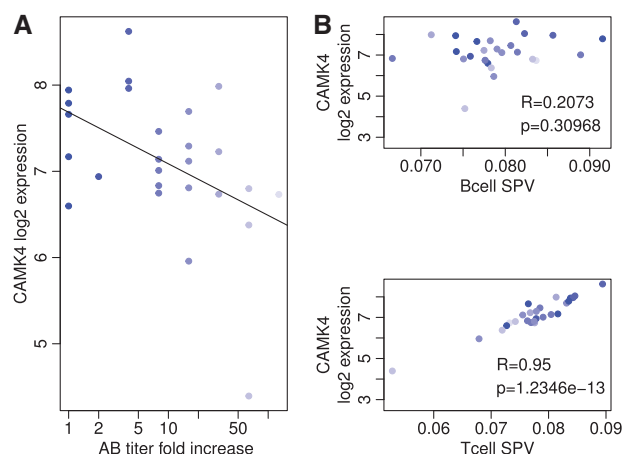 A
CAMK4 log2 expression
8
7
6
5
1 2 5 10 50
AB titer fold increase
B
CAMK4
log2 expression
7
5
3
R=0.2073
p=0.30968
0.070 0.080 0.090
Bcell SPV
CAMK4
log2 expression
7
5
3
R=0.95
p=1.2346e−13
0.06 0.07 0.08 0.09
Tcell SPV